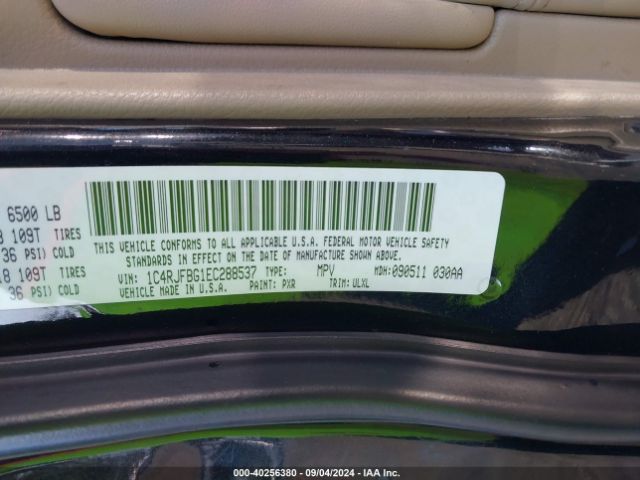 6500 LB
109T TIRES
36 PSI) COLD
18 109T TIRES
36 PSI) COLD
THIS VEHICLE CONFORMS TO ALL APPLICABLE U.S.A. FEDERAL MOTOR VEHICLE SAFETY
STANDARDS IN EFFECT ON THE DATE OF MANUFACTURE SHOWN ABOVE.
VIN: 1C4RJFBG1EC288537 TYPE: MPV MDH: 090511 030AA
VEHICLE MADE IN U.S.A. PAINT: PXR TRIM: ULXL
000-40256380 - 09/04/2024 - IAA Inc.